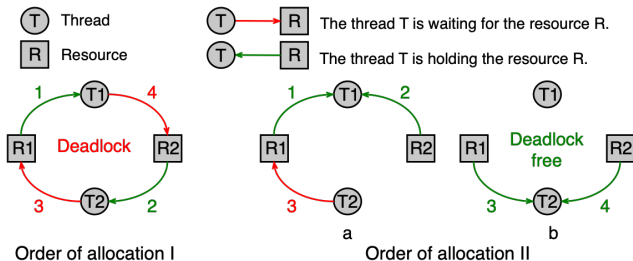 T Thread
R Resource
T R The thread T is waiting for the resource R.
T R The thread T is holding the resource R.
1 T1 4
R1 Deadlock R2
3 T2 2
Order of allocation I
1 T1 2
R1 R2
3 T2
a
T1
R1 Deadlock free R2
3 T2 4
b
Order of allocation II